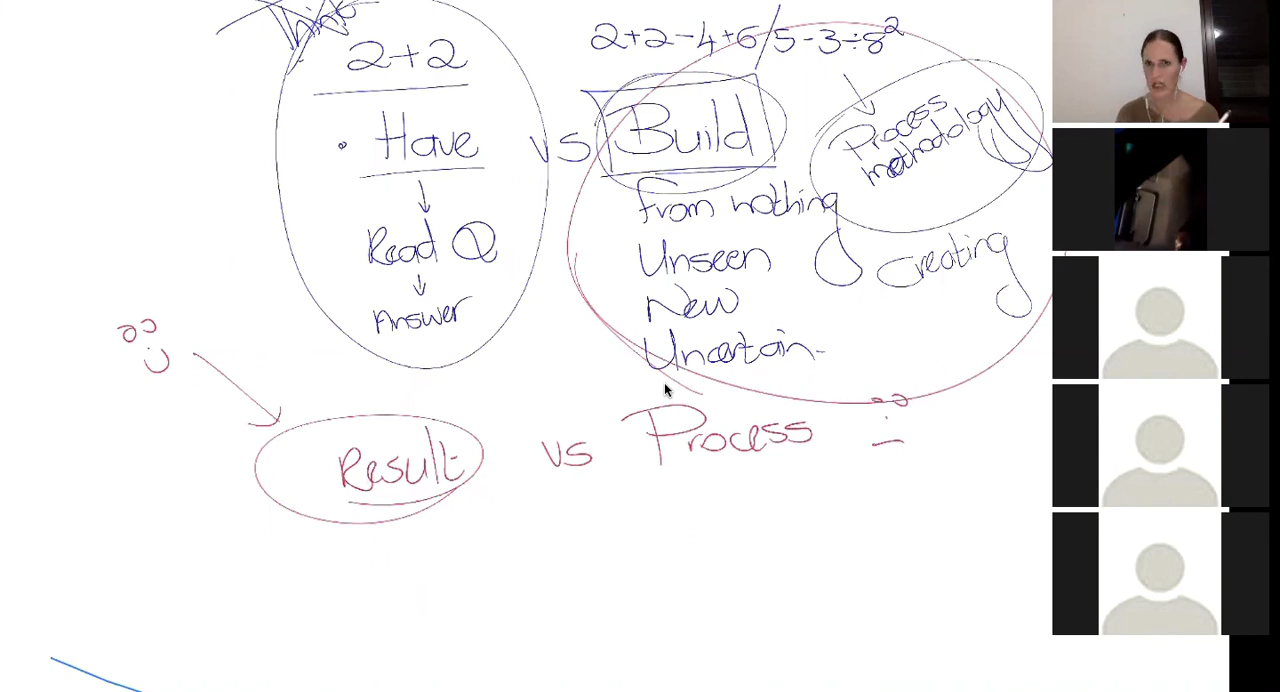 Think
2+2
Have
Read Q
Answer
vs
2+2-4+6/5-3÷8²
Build
from nothing
Unseen
New
Uncertain
Process
methodology
Creating
Result vs Process